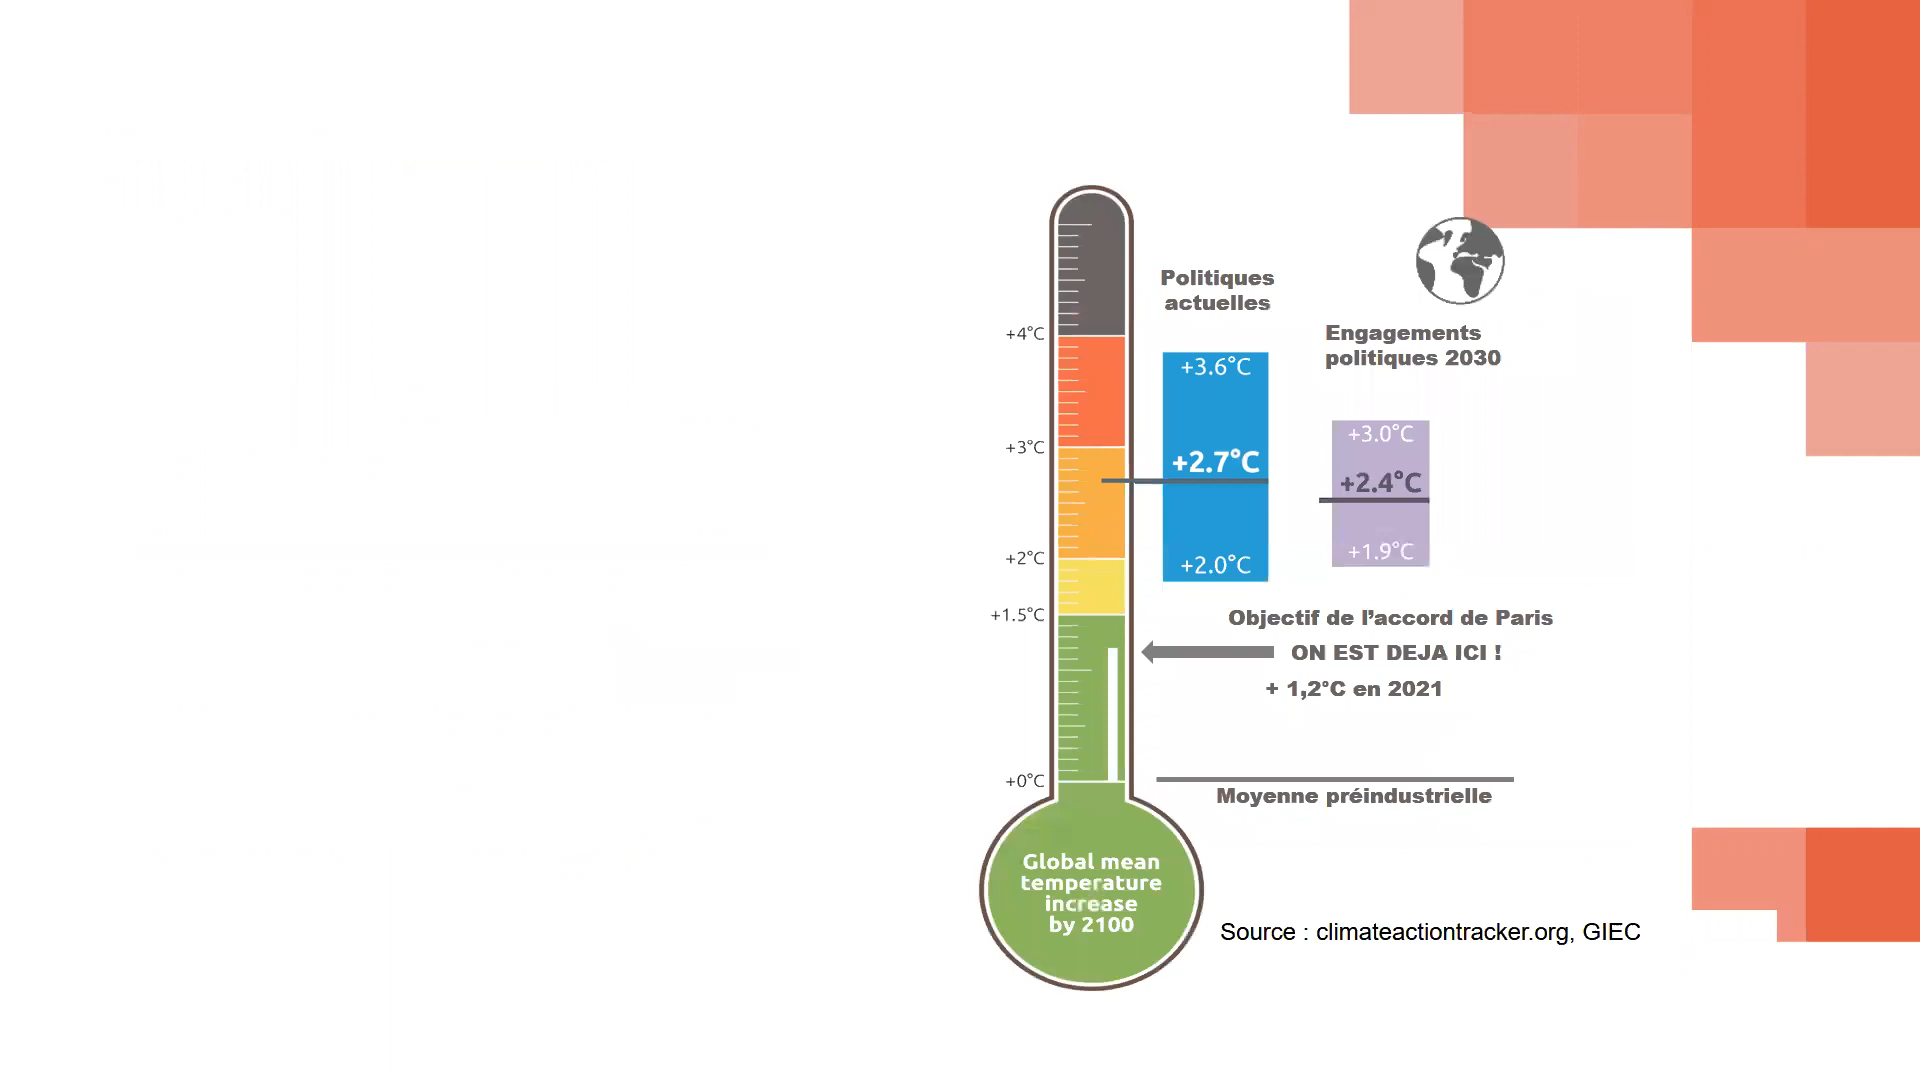 Politiques
actuelles
Engagements
politiques 2030
+4°C
+3°C
+2°C
+1.5°C
+0°C
+3.6°C
+2.7°C
+2.0°C
+3.0°C
+2.4°C
+1.9°C
Objectif de l’accord de Paris
ON EST DEJA ICI !
+ 1,2°C en 2021
Moyenne préindustrielle
Global mean
temperature
increase
by 2100
Source : climateactiontracker.org, GIEC